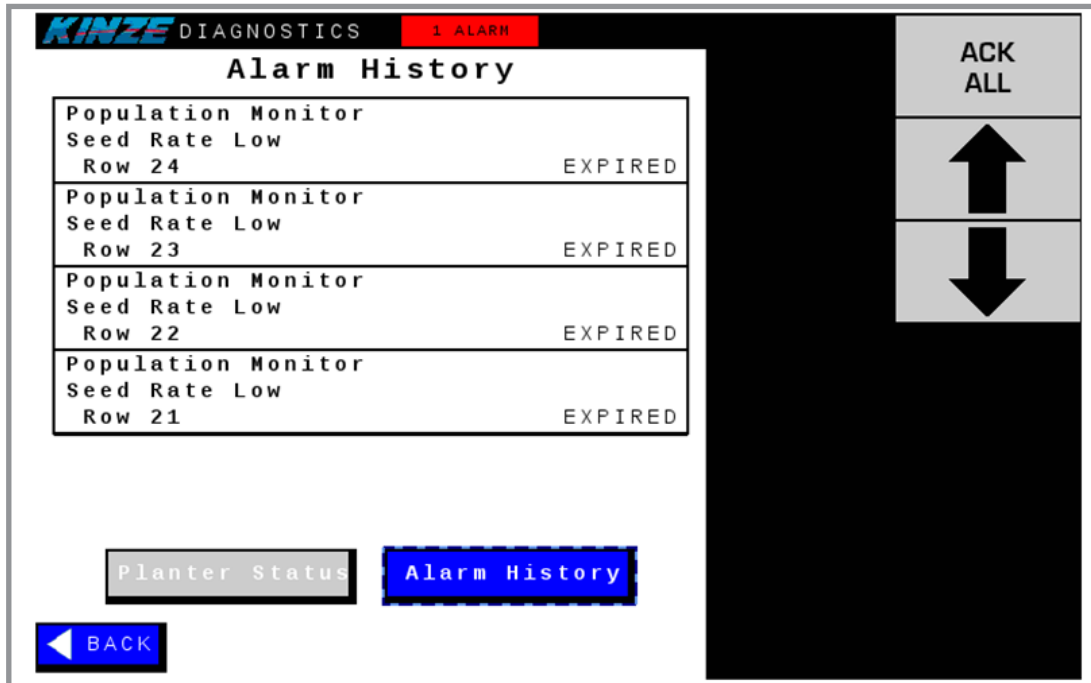 KINZE DIAGNOSTICS 1 ALARM
Alarm History
Population Monitor
Seed Rate Low
Row 24 EXPIRED
Population Monitor
Seed Rate Low
Row 23 EXPIRED
Population Monitor
Seed Rate Low
Row 22 EXPIRED
Population Monitor
Seed Rate Low
Row 21 EXPIRED
Planter Status Alarm History
BACK
ACK
ALL